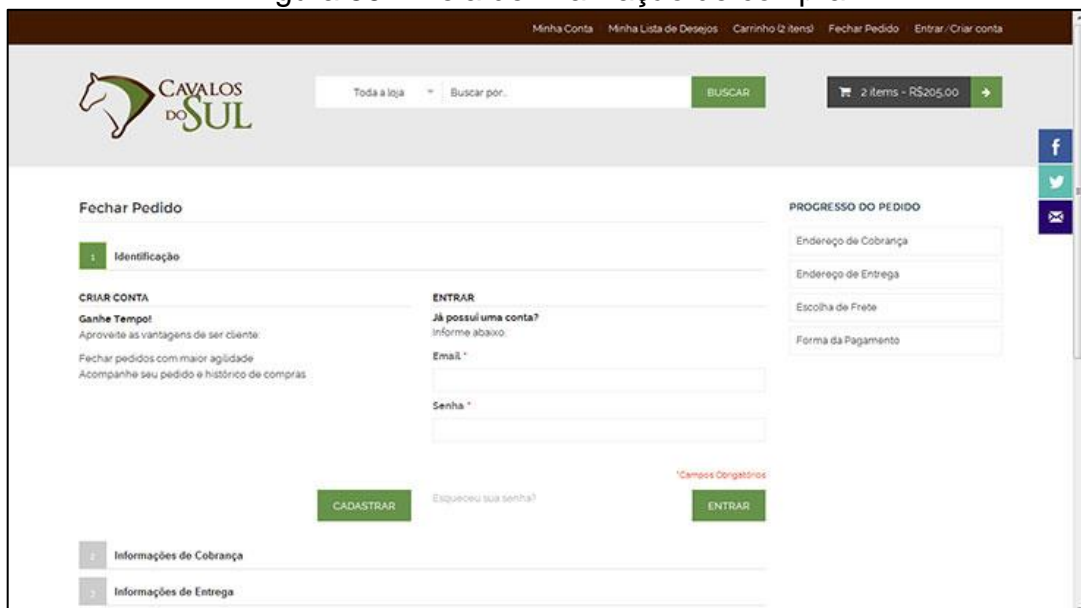 Minha Conta Minha Lista de Desejos Carrinho (2 itens) Fechar Pedido Entrar/Criar conta
CAVALOS
DO SUL
Toda a loja Buscar por.. BUSCAR
2 items - R$205,00
Fechar Pedido
1 Identificação
CRIAR CONTA
Ganhe Tempo!
Aproveite as vantagens de ser cliente:
Fechar pedidos com maior agilidade
Acompanhe seu pedido e histórico de compras
CADASTRAR
ENTRAR
Já possui uma conta?
Informe abaixo:
Email *
Senha *
*Campos Obrigatórios
Esqueceu sua senha?
ENTRAR
2 Informações de Cobrança
3 Informações de Entrega
PROGRESSO DO PEDIDO
Endereço de Cobrança
Endereço de Entrega
Escolha de Frete
Forma da Pagamento